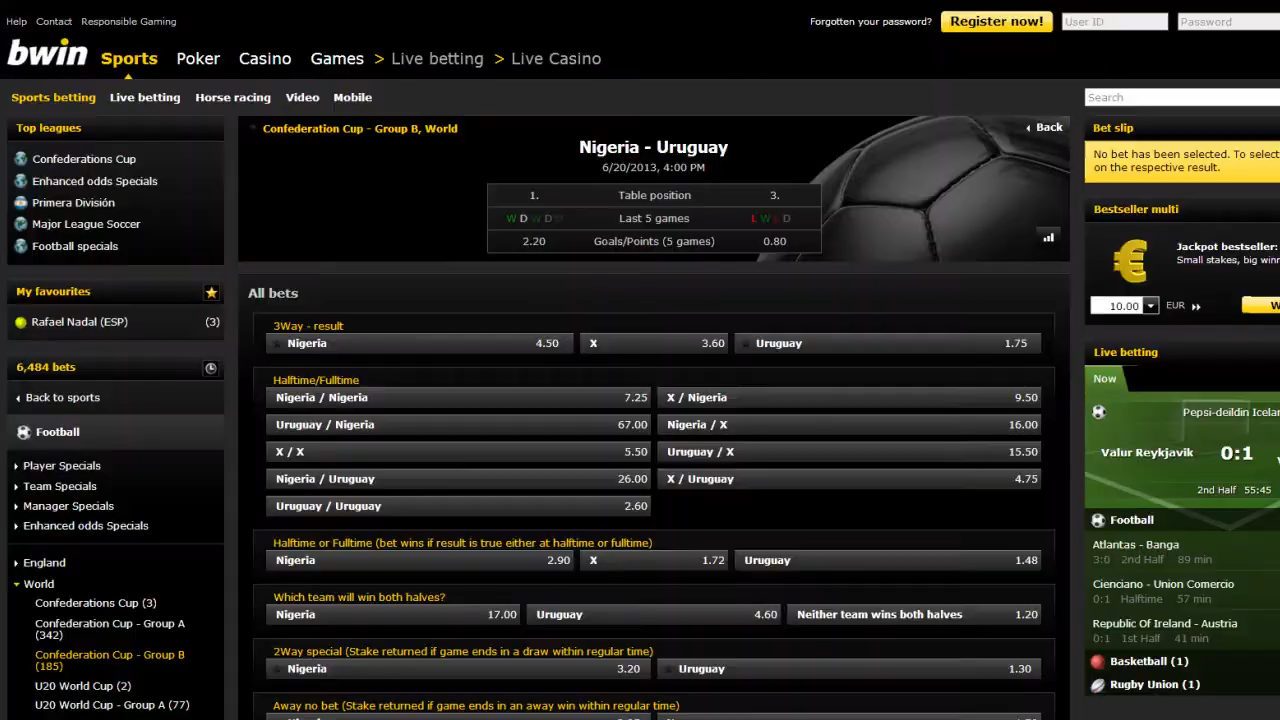 Help Contact Responsible Gaming
Forgotten your password? Register now! User ID Password
bwin Sports Poker Casino Games > Live betting > Live Casino
Sports betting Live betting Horse racing Video Mobile
Search
Top leagues
Confederations Cup
Enhanced odds Specials
Primera División
Major League Soccer
Football specials
My favourites
Rafael Nadal (ESP) (3)
6,484 bets
Back to sports
Football
Player Specials
Team Specials
Manager Specials
Enhanced odds Specials
England
World
Confederations Cup (3)
Confederation Cup - Group A
(342)
Confederation Cup - Group B
(185)
U20 World Cup (2)
U20 World Cup - Group A (77)
Confederation Cup - Group B, World
Back
Nigeria - Uruguay
6/20/2013, 4:00 PM
1. Table position 3.
W D W D Last 5 games L W L D
2.20 Goals/Points (5 games) 0.80
All bets
3Way - result
Nigeria 4.50 X 3.60 Uruguay 1.75
Halftime/Fulltime
Nigeria / Nigeria 7.25 X / Nigeria 9.50
Uruguay / Nigeria 67.00 Nigeria / X 16.00
X / X 5.50 Uruguay / X 15.50
Nigeria / Uruguay 26.00 X / Uruguay 4.75
Uruguay / Uruguay 2.60
Halftime or Fulltime (bet wins if result is true either at halftime or fulltime)
Nigeria 2.90 X 1.72 Uruguay 1.48
Which team will win both halves?
Nigeria 17.00 Uruguay 4.60 Neither team wins both halves 1.20
2Way special (Stake returned if game ends in a draw within regular time)
Nigeria 3.20 Uruguay 1.30
Away no bet (Stake returned if game ends in an away win within regular time)
Bet slip
No bet has been selected. To select
on the respective result.
Bestseller multi
€
Jackpot bestseller:
Small stakes, big winn
10.00 EUR W
Live betting
Now
Pepsi-deildin Icelan
Valur Reykjavik 0:1
2nd Half 55:45
Football
Atlantas - Banga
3:0 2nd Half 89 min
Cienciano - Union Comercio
0:1 Halftime 57 min
Republic Of Ireland - Austria
0:1 1st Half 41 min
Basketball (1)
Rugby Union (1)